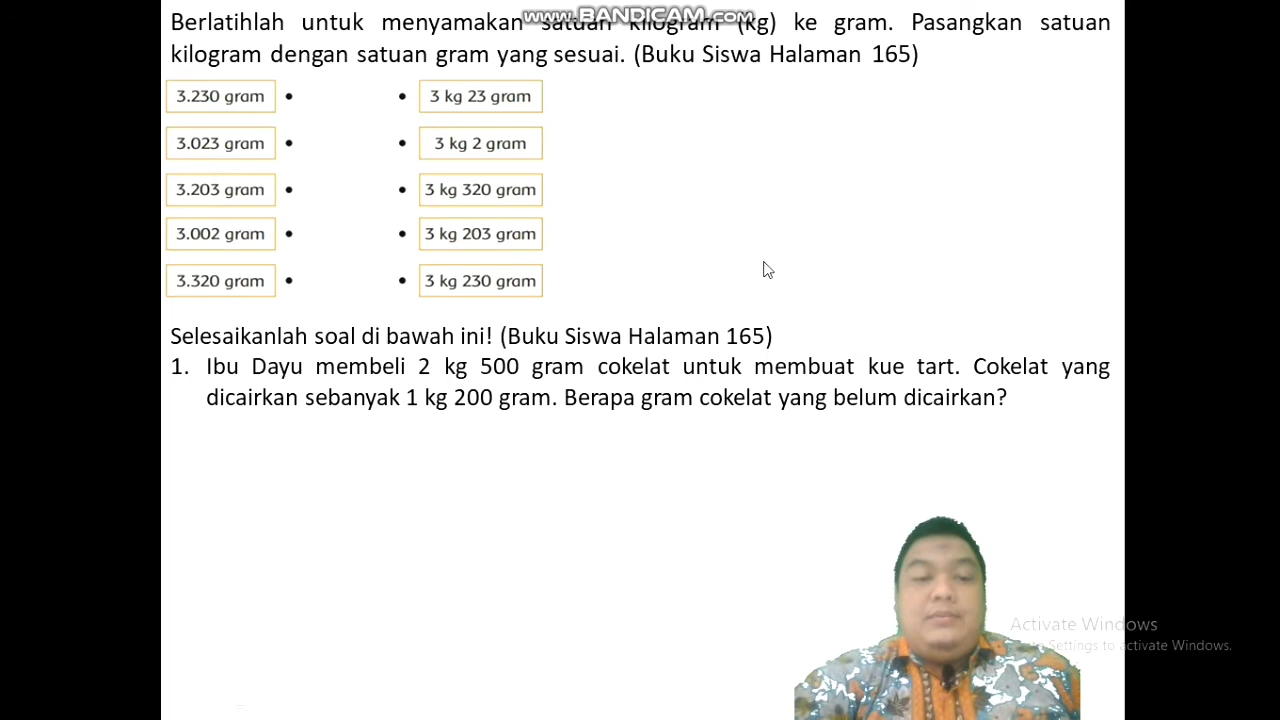 www.BANDICAM.com
Berlatihlah untuk menyamakan satuan kilogram (kg) ke gram. Pasangkan satuan
kilogram dengan satuan gram yang sesuai. (Buku Siswa Halaman 165)
3.230 gram • • 3 kg 23 gram
3.023 gram • • 3 kg 2 gram
3.203 gram • • 3 kg 320 gram
3.002 gram • • 3 kg 203 gram
3.320 gram • • 3 kg 230 gram
Selesaikanlah soal di bawah ini! (Buku Siswa Halaman 165)
1. Ibu Dayu membeli 2 kg 500 gram cokelat untuk membuat kue tart. Cokelat yang
dicairkan sebanyak 1 kg 200 gram. Berapa gram cokelat yang belum dicairkan?
Activate Windows
to Settings to activate Windows.